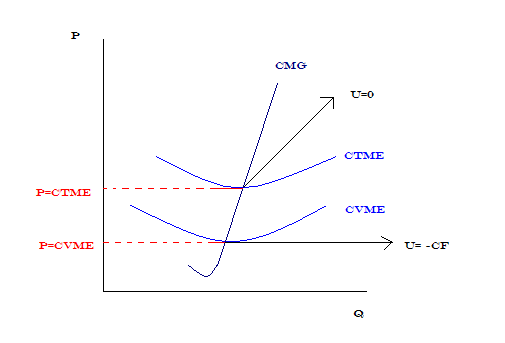 P
CMG
U=0
CTME
P=CTME
CVME
P=CVME
U= -CF
Q